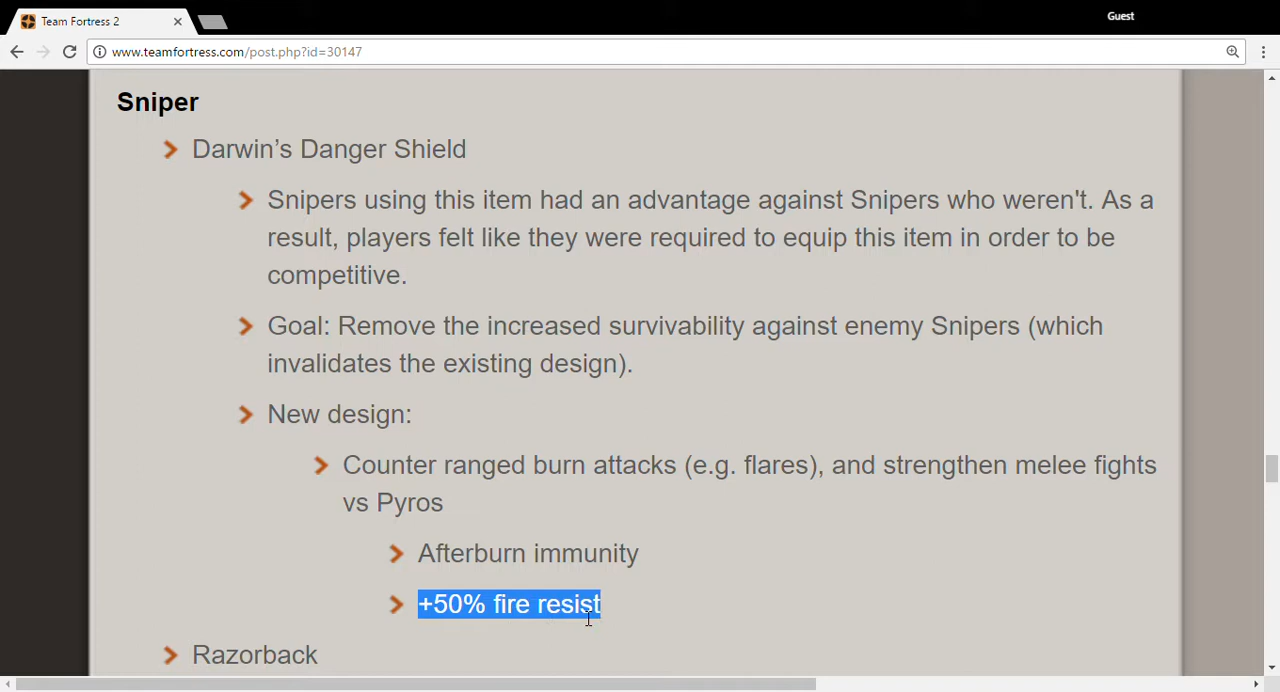 Guest
Team Fortress 2
www.teamfortress.com/post.php?id=30147
Sniper
Darwin’s Danger Shield
Snipers using this item had an advantage against Snipers who weren't. As a
result, players felt like they were required to equip this item in order to be
competitive.
Goal: Remove the increased survivability against enemy Snipers (which
invalidates the existing design).
New design:
Counter ranged burn attacks (e.g. flares), and strengthen melee fights
vs Pyros
Afterburn immunity
+50% fire resist
Razorback